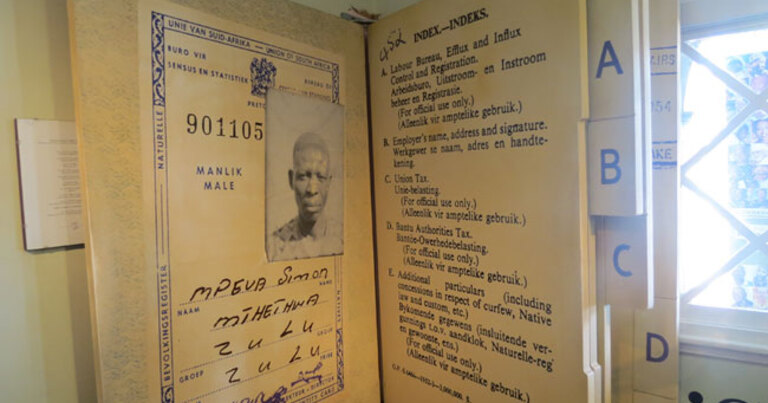 UNIE VAN SUID-AFRIKA — UNION OF SOUTH AFRICA
BURO VIR
SENSUS EN STATISTIEK
BUREAU
901105
MANLIK
MALE
NATURELLE
BEVOLKINGSREGISTER
MPEVA Simon
NAAM
NAME
MTHETHWA
ZULU
GROEP
GROUP
ZULU
TRIBE
INDEX.—INDEKS.
A. Labour Bureau, Efflux and Influx
Control and Registration.
Arbeidsburo, Uitstroom- en Instroom
beheer en Registrasie.
(For official use only.)
(Alleenlik vir amptelike gebruik.)
B. Employer's name, address and signature.
Werkgewer se naam, adres en handte-
kening.
C. Union Tax.
Unie-belasting.
(For official use only.)
(Alleenlik vir amptelike gebruik.)
D. Bantu Authorities Tax.
Bantoe-Owerhedebelasting.
(For official use only.)
(Alleenlik vir amptelike gebruik.)
E. Additional particulars (including
concessions in respect of curfew, Native
law and custom, etc.)
Bykomende gegewens (insluitende ver-
gunnings t.o.v. aandklok, Naturelle-reg
en gewoonte, ens.)
(For official use only.)
(Alleenlik vir amptelike gebruik.)
A
B
C
D